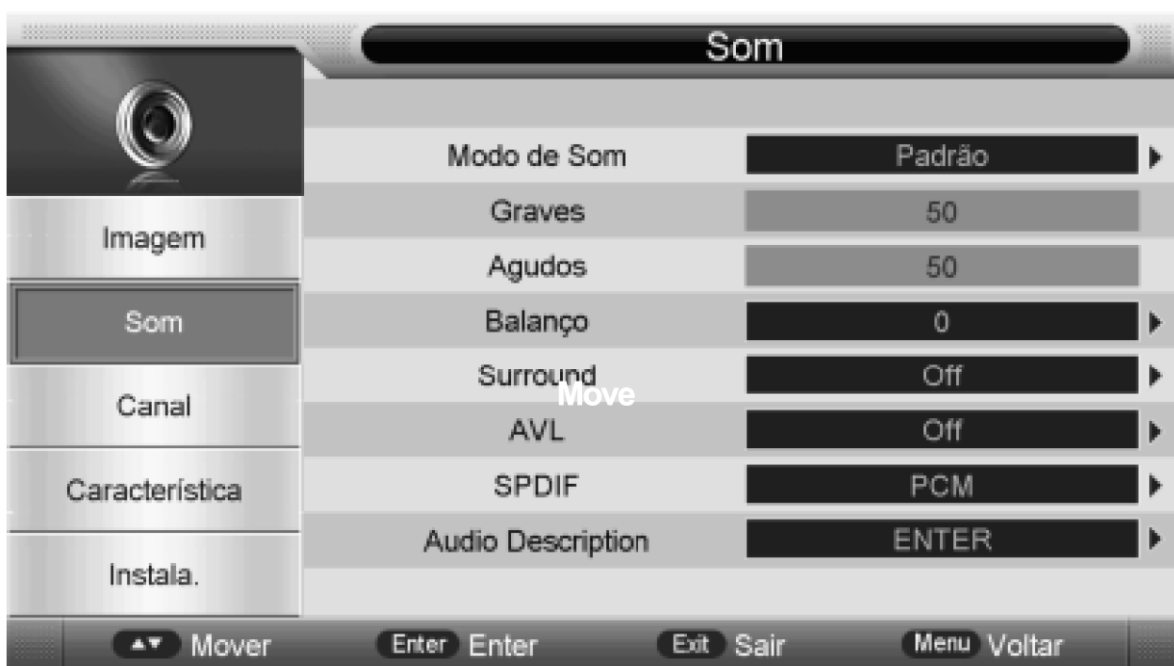 Som
Modo de Som Padrão
Graves 50
Agudos 50
Balanço 0
Surround Off
Move
AVL Off
SPDIF PCM
Audio Description ENTER
Imagem
Som
Canal
Característica
Instala.
Mover Enter Enter Exit Sair Menu Voltar